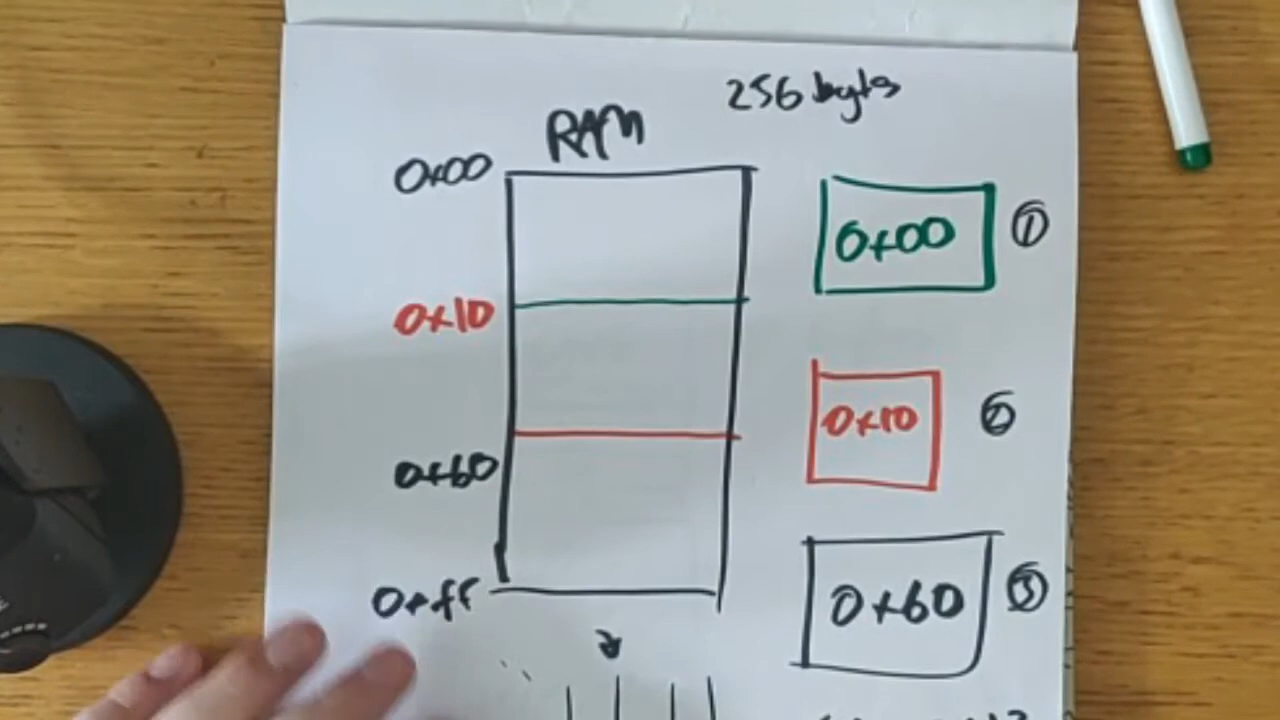 256 bytes
RAM
0x00
0x00 ①
0x10
0x10 ②
0x60
0x60 ③
0xff